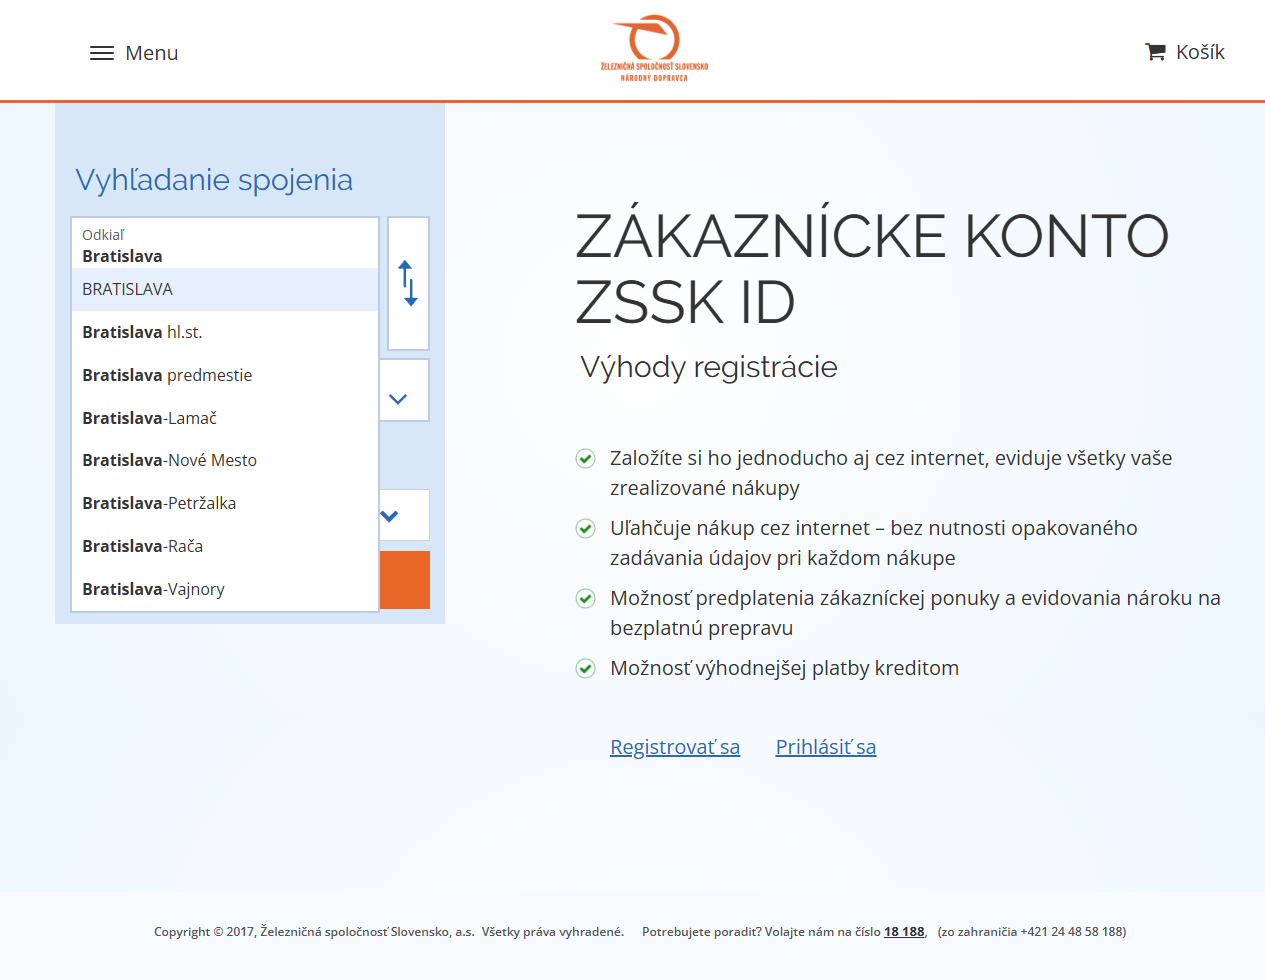 Menu
ŽELEZNIČNÁ SPOLOČNOSŤ SLOVENSKO
NÁRODNÝ DOPRAVCA
Košík
Vyhľadanie spojenia
Odkiaľ
Bratislava
BRATISLAVA
Bratislava hl.st.
Bratislava predmestie
Bratislava-Lamač
Bratislava-Nové Mesto
Bratislava-Petržalka
Bratislava-Rača
Bratislava-Vajnory
ZÁKAZNÍCKE KONTO
ZSSK ID
Výhody registrácie
Založíte si ho jednoducho aj cez internet, eviduje všetky vaše
zrealizované nákupy
Uľahčuje nákup cez internet – bez nutnosti opakovaného
zadávania údajov pri každom nákupe
Možnosť predplatenia zákazníckej ponuky a evidovania nároku na
bezplatnú prepravu
Možnosť výhodnejšej platby kreditom
Registrovať sa Prihlásiť sa
Copyright © 2017, Železničná spoločnosť Slovensko, a.s. Všetky práva vyhradené. Potrebujete poradiť? Volajte nám na číslo 18 188, (zo zahraničia +421 24 48 58 188)